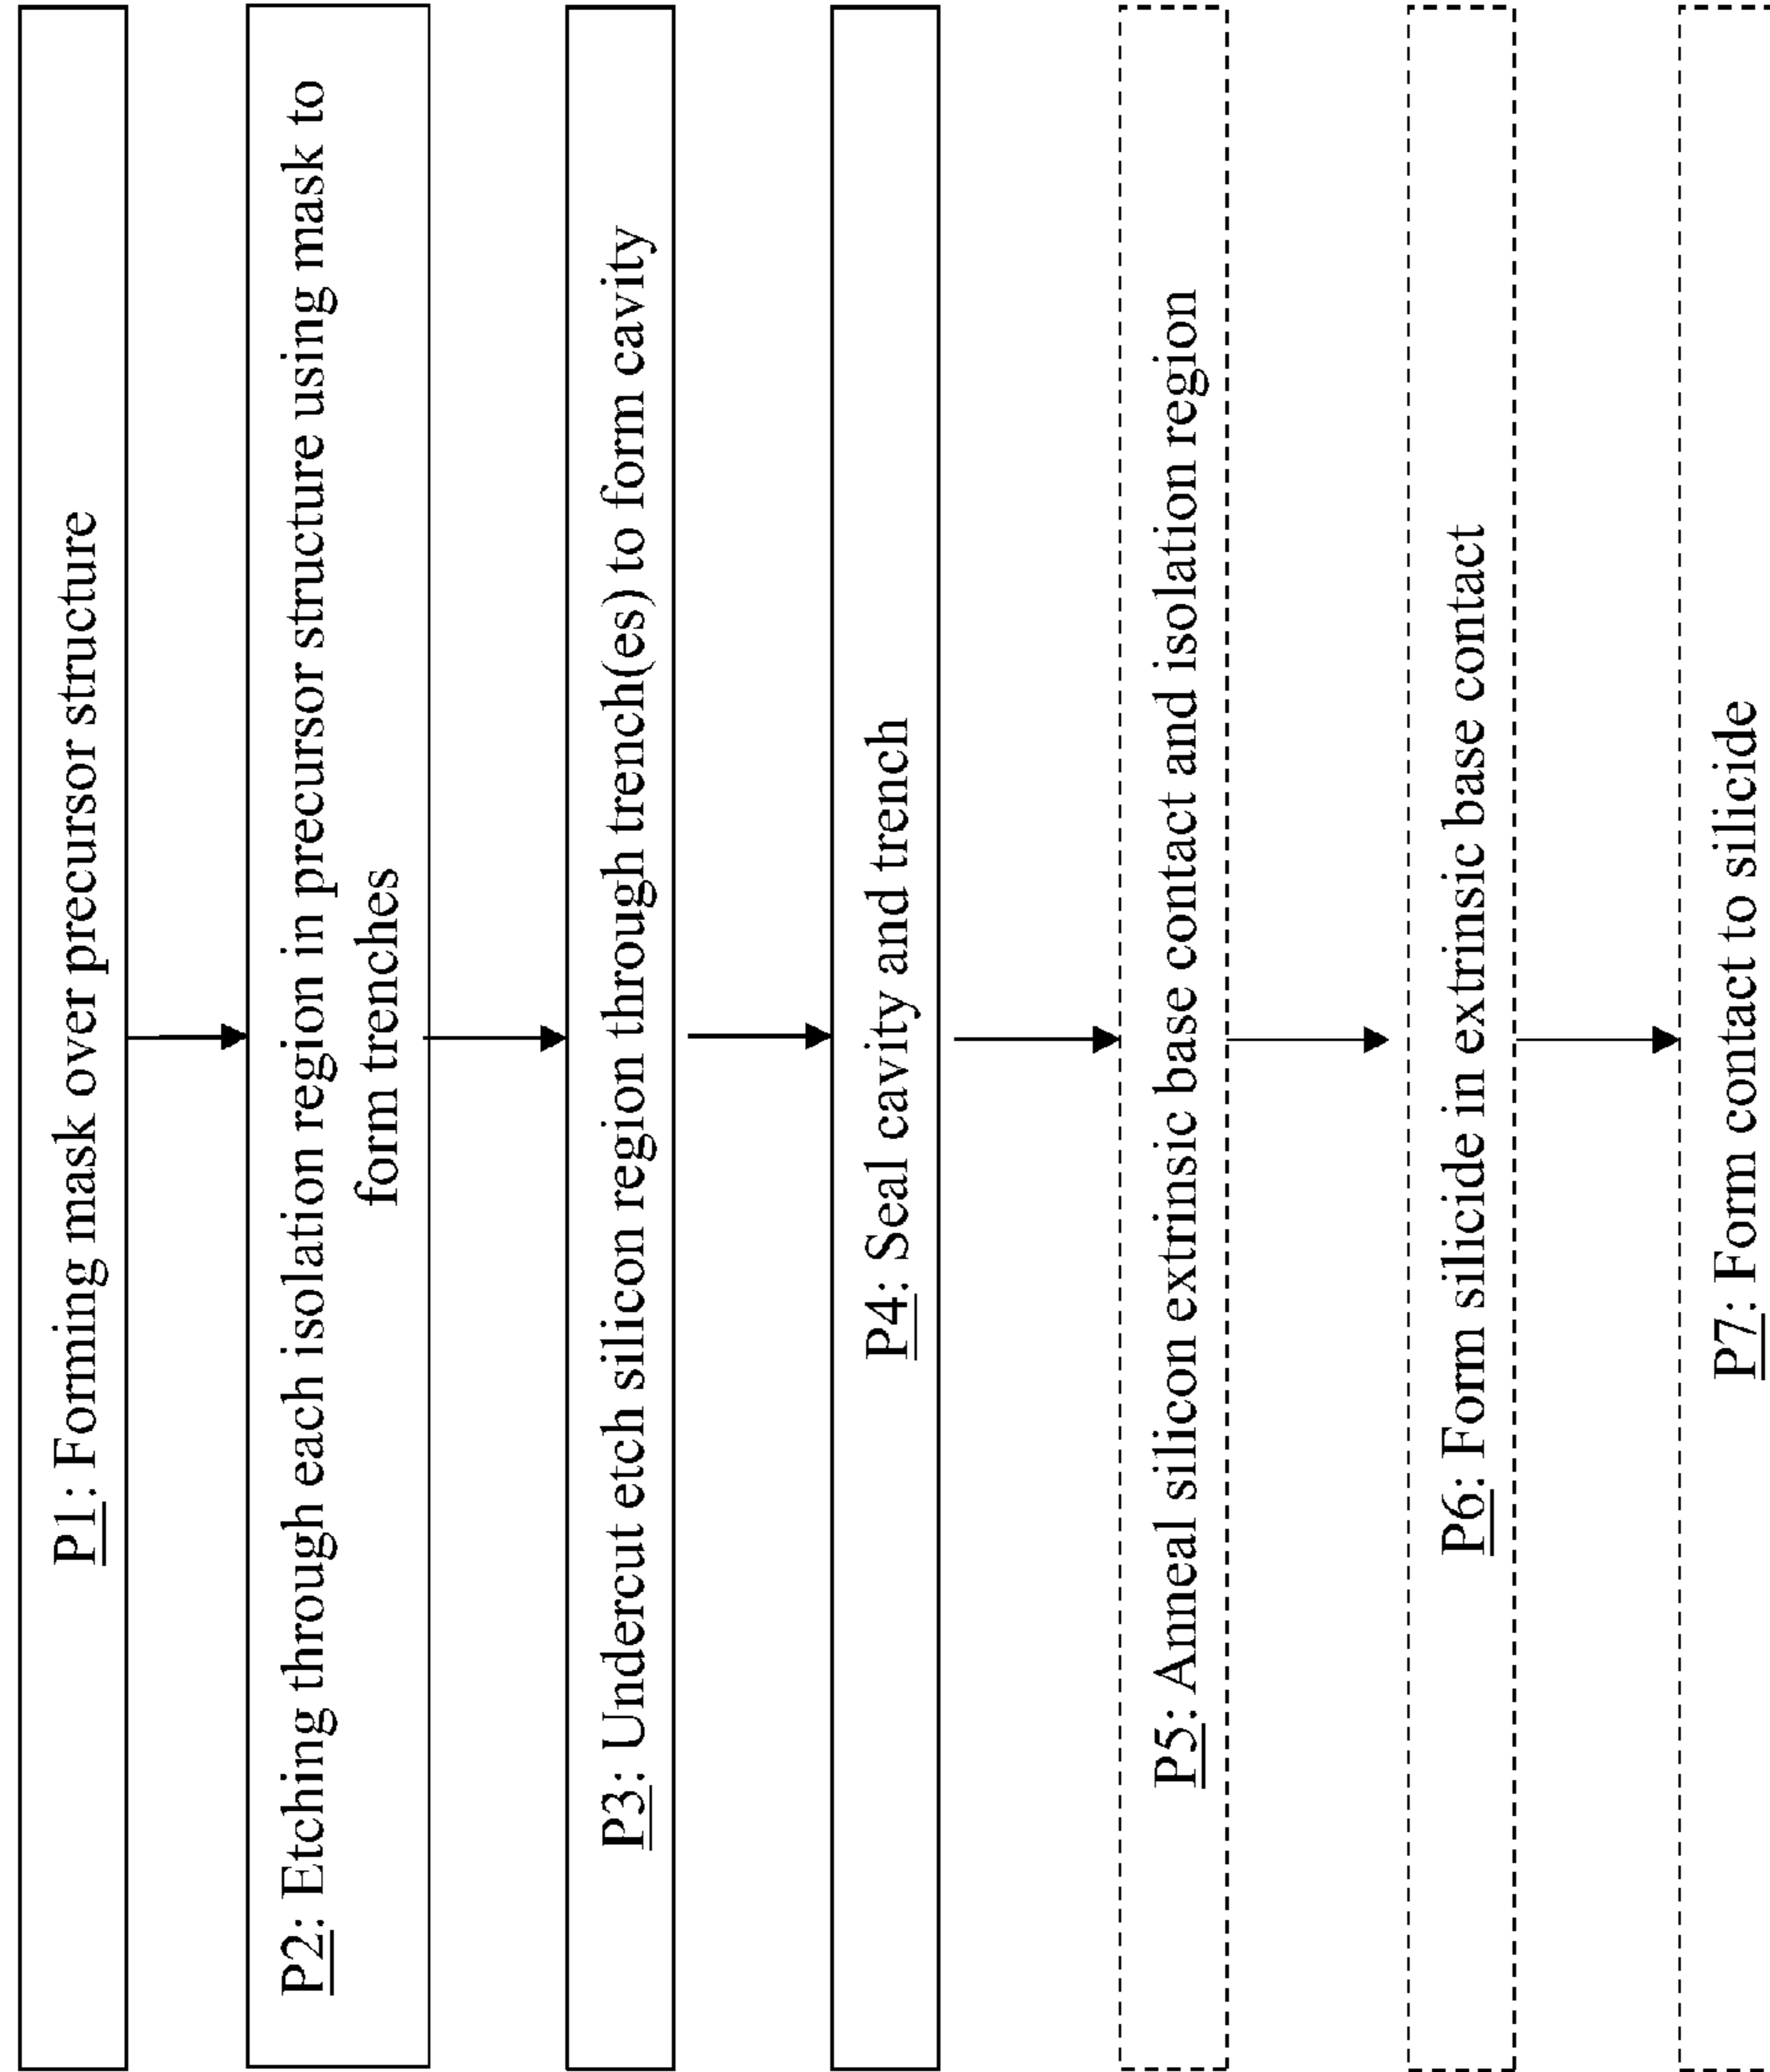 P1: Forming mask over precursor structure
P2: Etching through each isolation region in precursor structure using mask to
form trenches
P3: Undercut etch silicon region through trench(es) to form cavity
P4: Seal cavity and trench
P5: Anneal silicon extrinsic base contact and isolation region
P6: Form silicide in extrinsic base contact
P7: Form contact to silicide